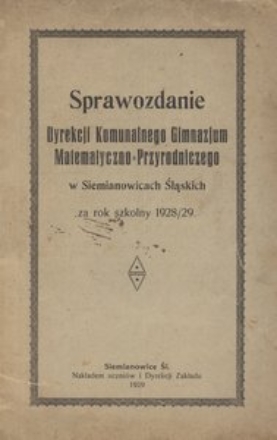 Sprawozdanie
Dyrekcji Komunalnego Gimnazjum
Matematyczno-Przyrodniczego
w Siemianowicach Śląskich
za rok szkolny 1928/29.
Siemianowice Śl.
Nakładem uczniów i Dyrekcji Zakładu
1929